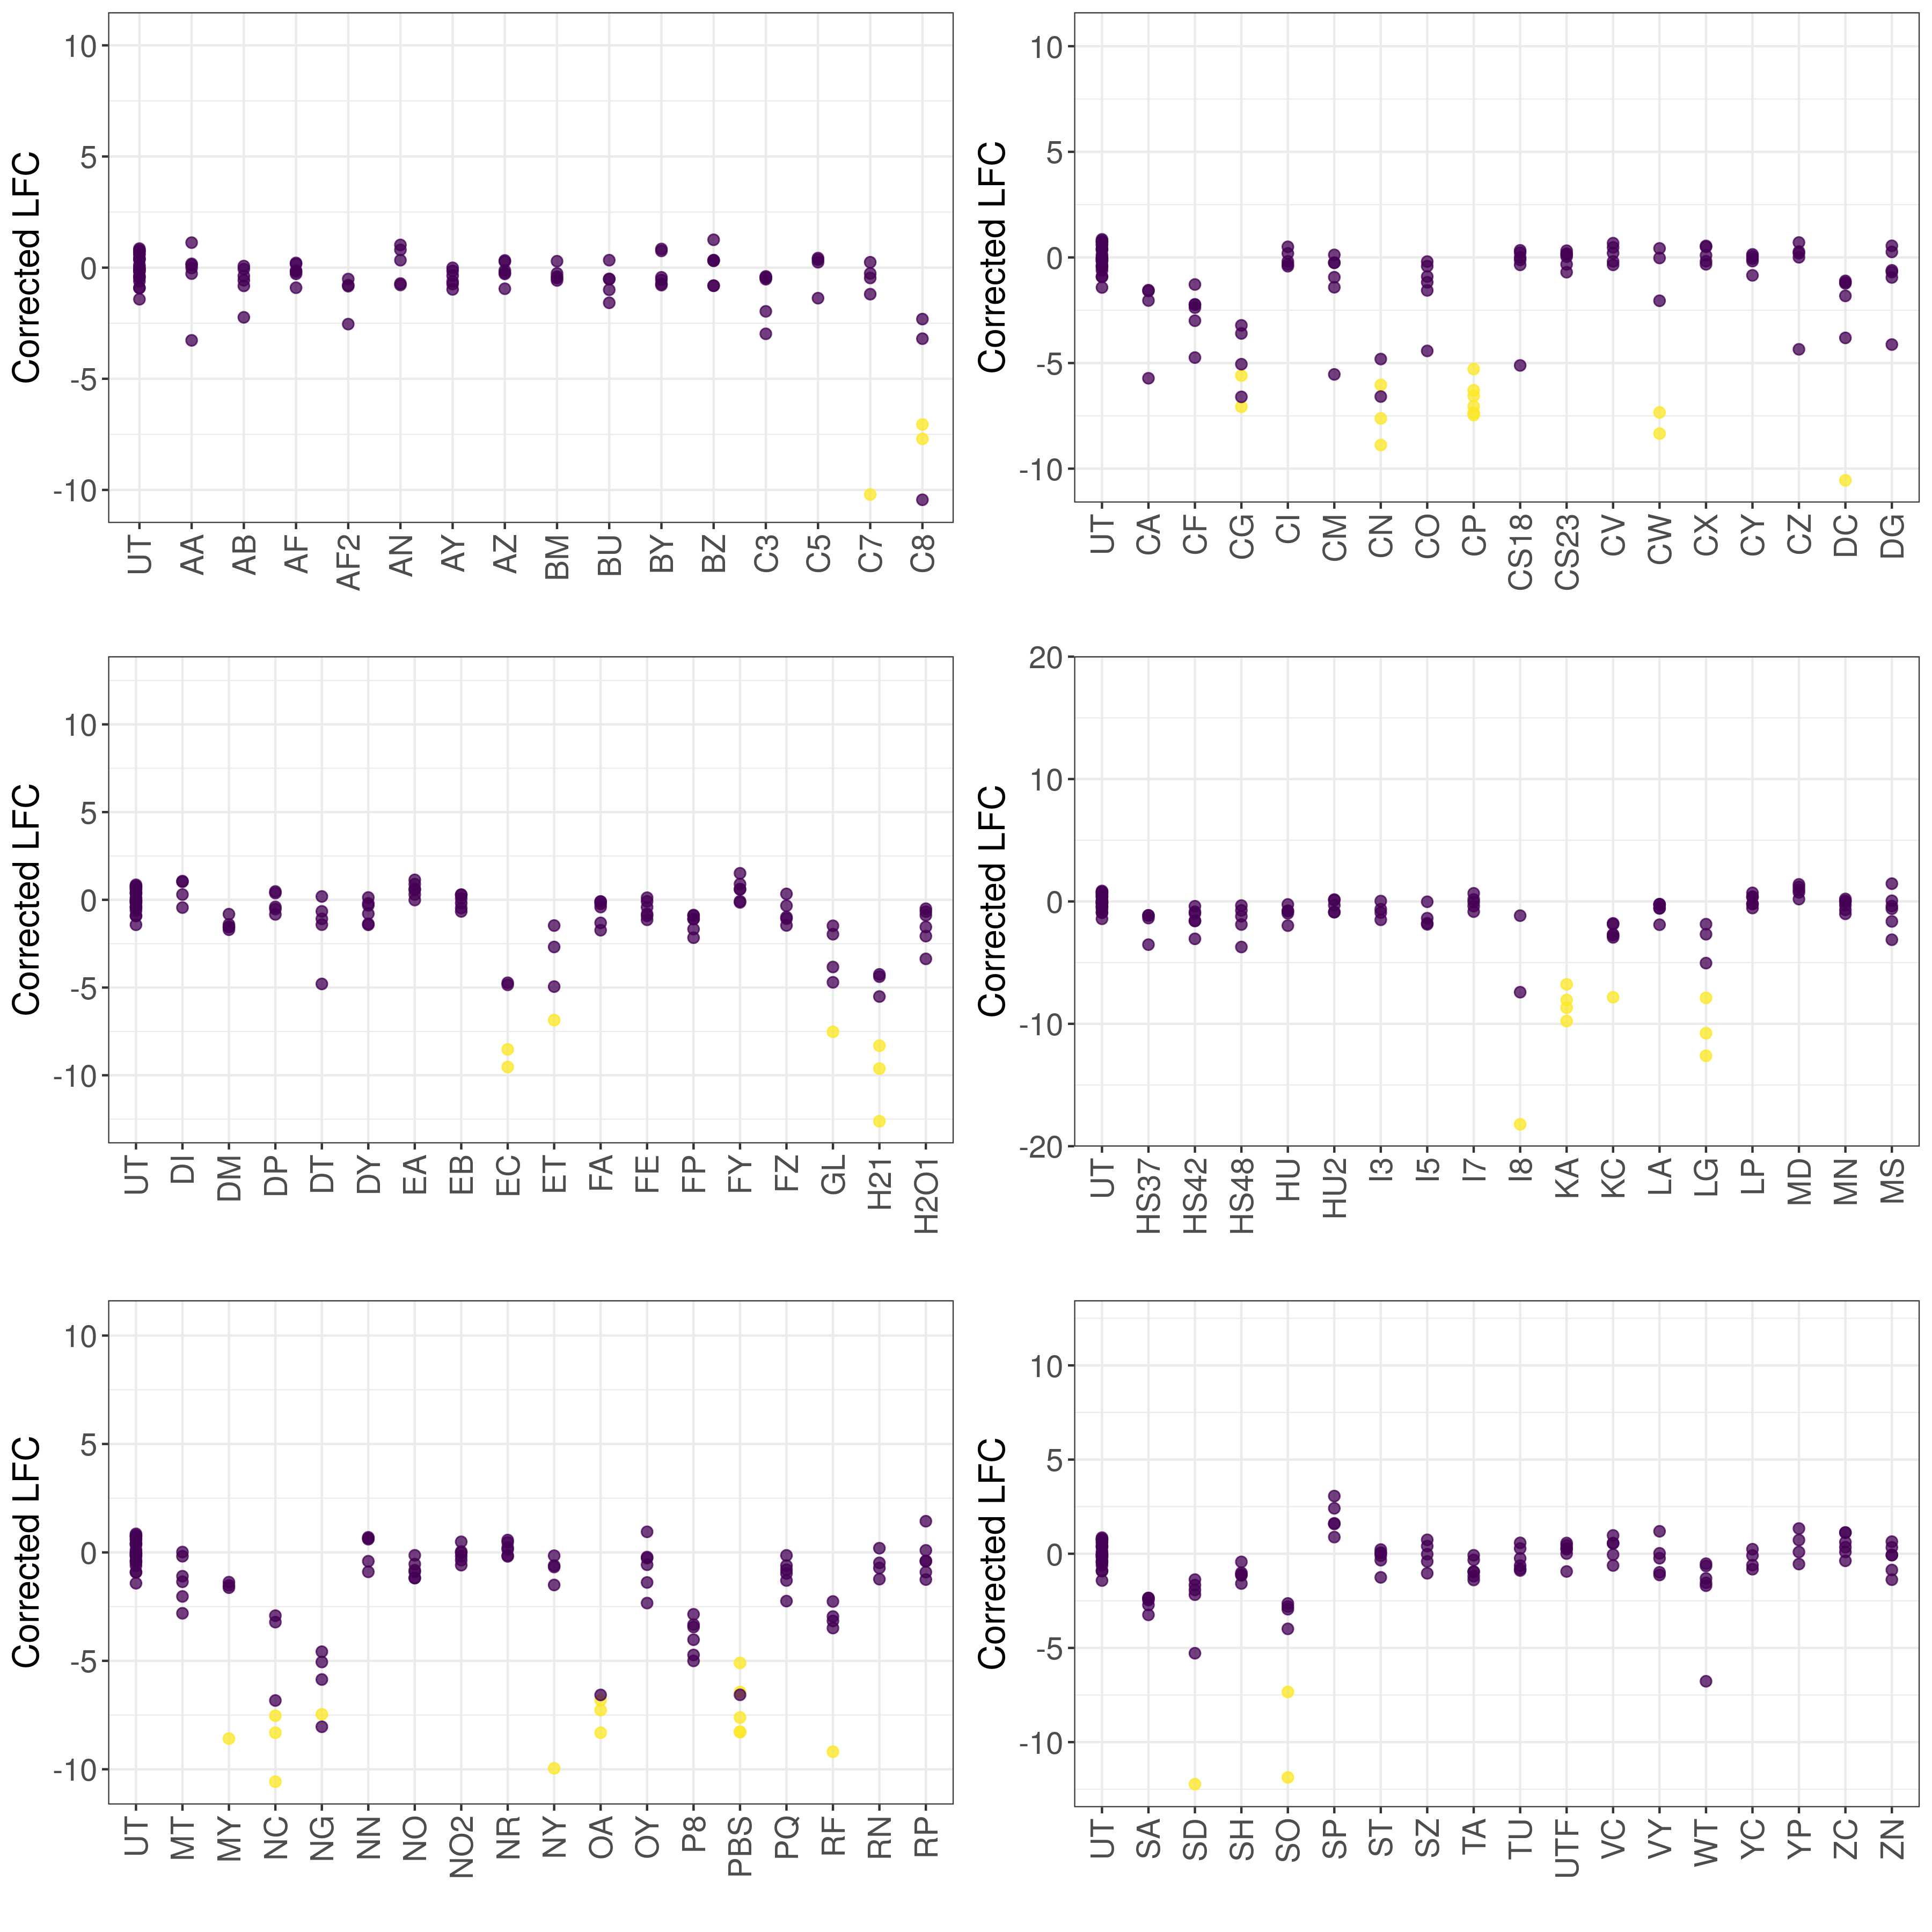 Corrected LFC
10
5
0
-5
-10
UT AA AB AF AF2 AN AY AZ BM BU BY BZ C3 C5 C7 C8
Corrected LFC
10
5
0
-5
-10
UT CA CF CG CI CM CN CO CP CS18 CS23 CV CW CX CY CZ DC DG
Corrected LFC
10
5
0
-5
-10
UT DI DM DP DT DY EA EB EC ET FA FE FP FY FZ GL H21 H2O1
Corrected LFC
20
10
0
-10
-20
UT HS37 HS42 HS48 HU HU2 I3 I5 I7 I8 KA KC LA LG LP MD MN MS
Corrected LFC
10
5
0
-5
-10
UT MT MY NC NG NN NO NO2 NR NY OA OY P8 PBS PQ RF RN RP
Corrected LFC
10
5
0
-5
-10
UT SA SD SH SO SP ST SZ TA TU UTF VC VY WT YC YP ZC ZN